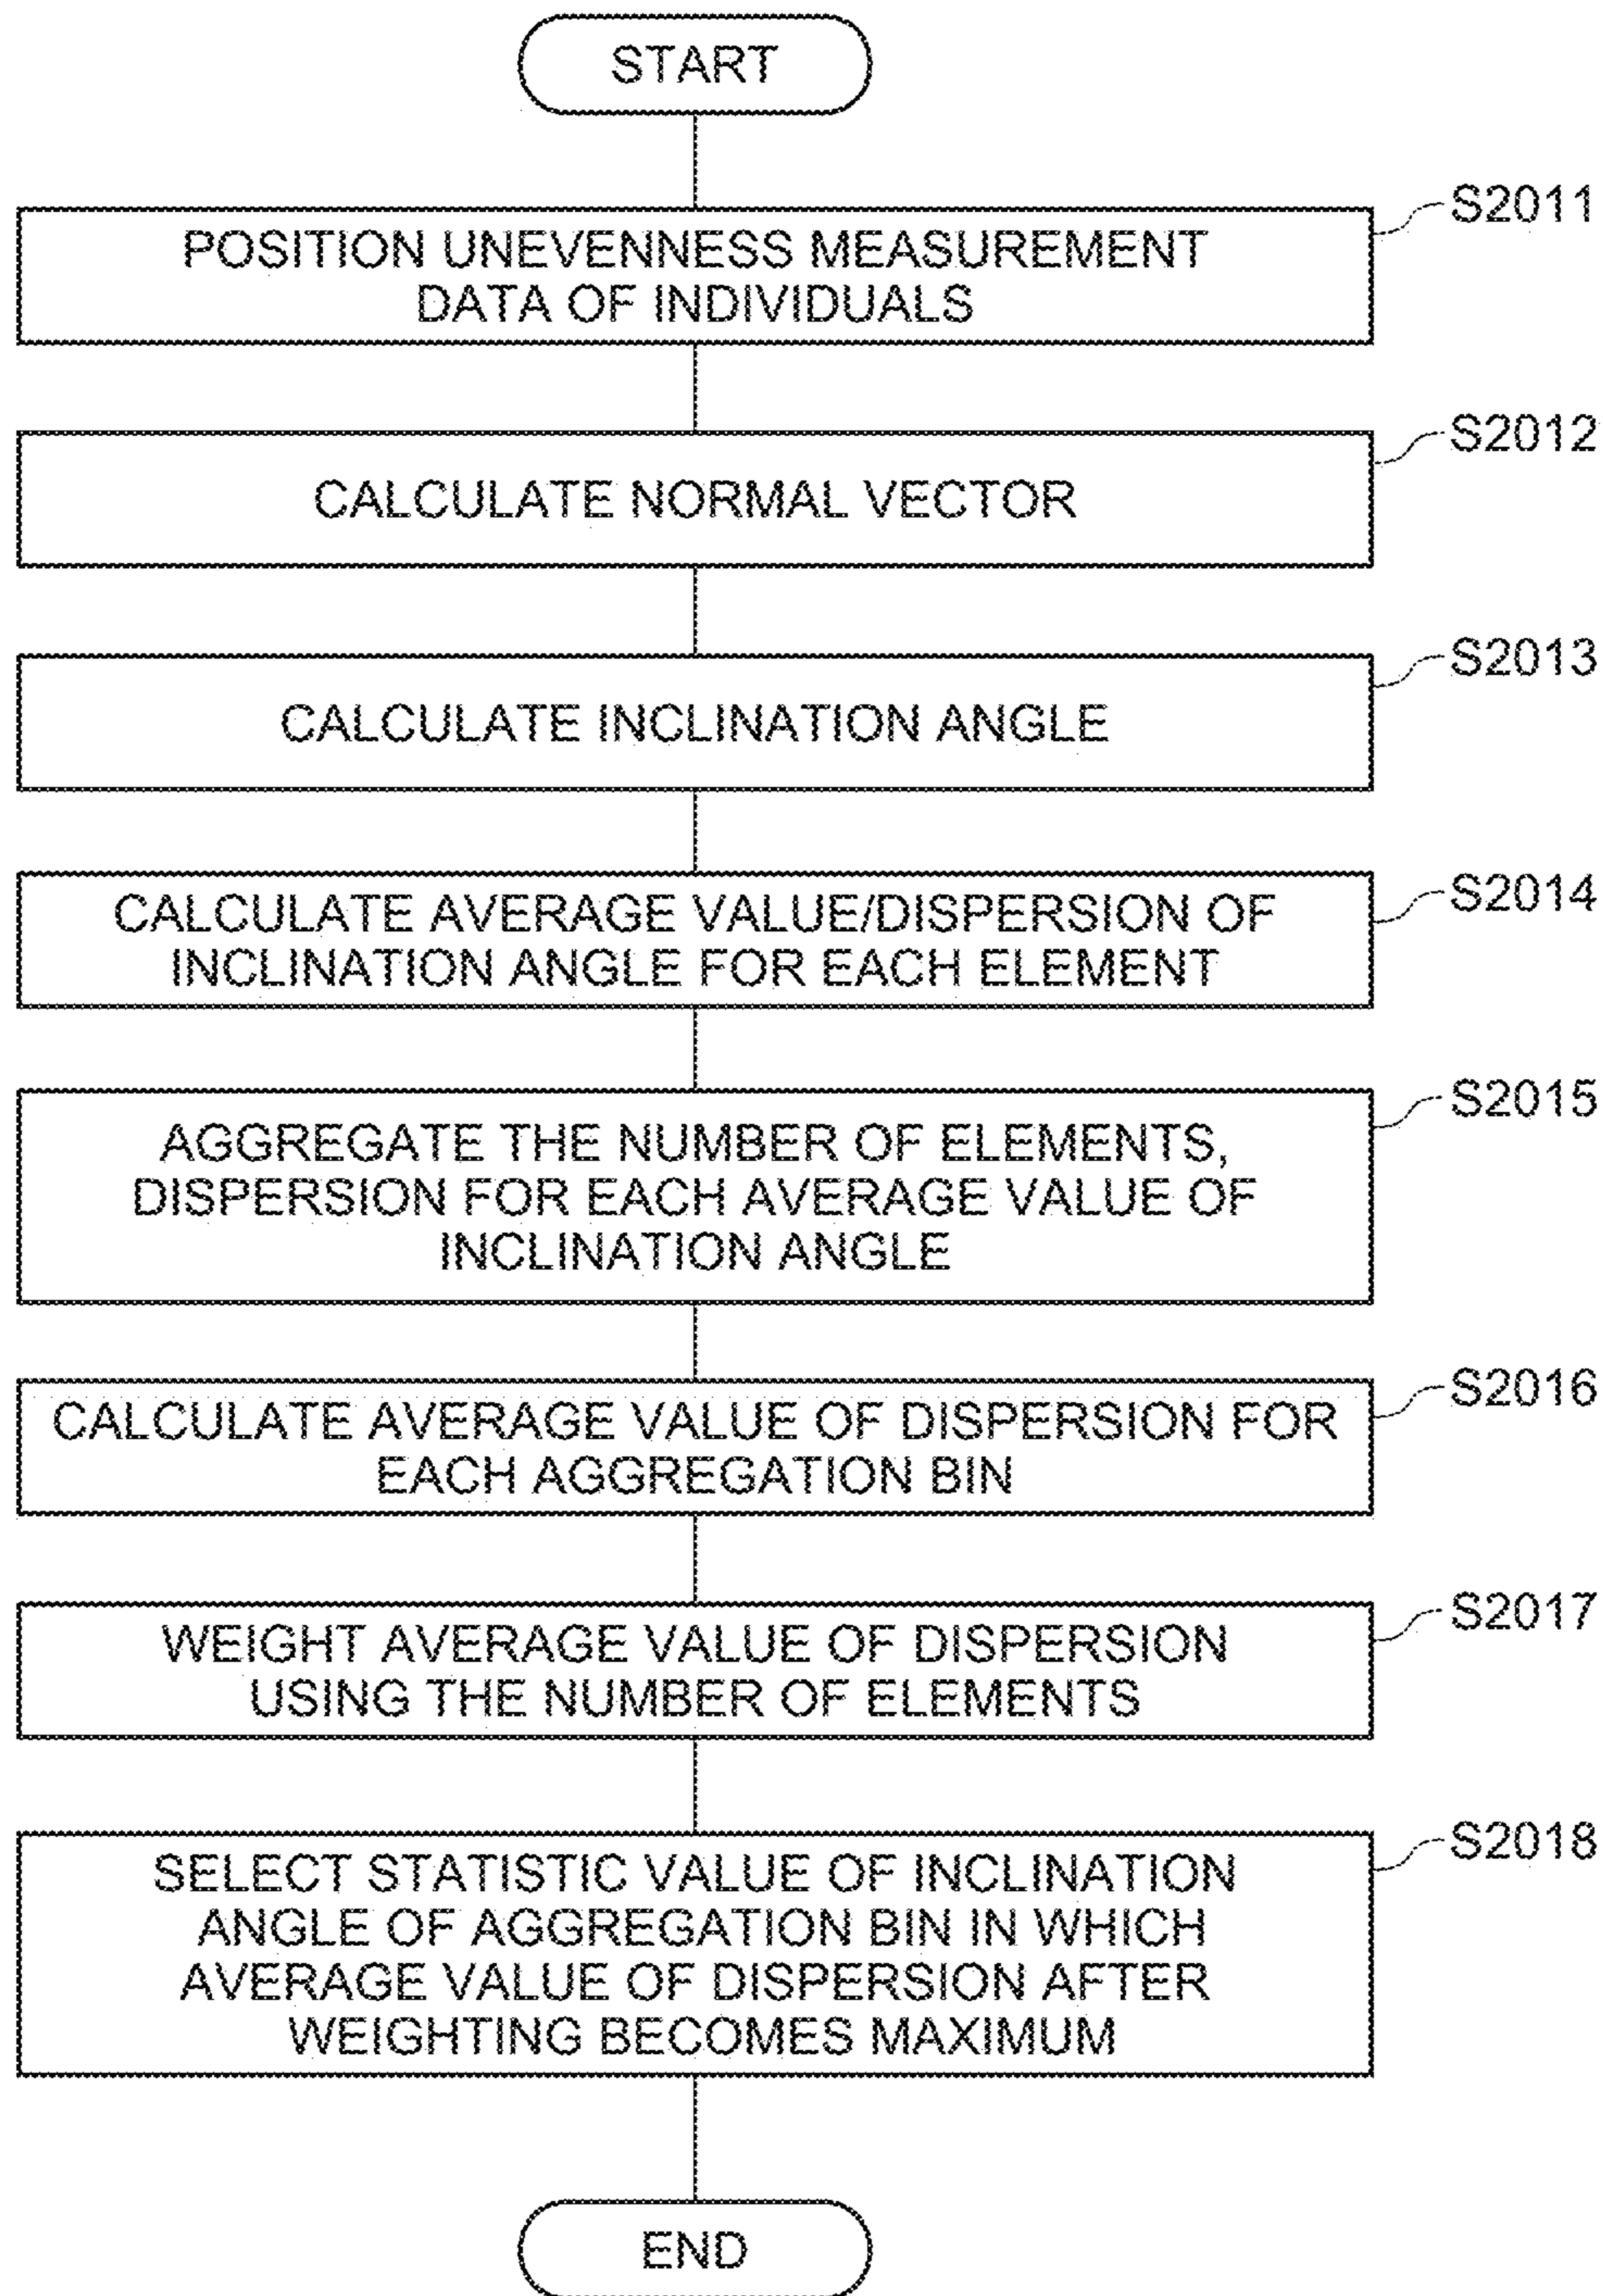 START
S2011
POSITION UNEVENNESS MEASUREMENT
DATA OF INDIVIDUALS
S2012
CALCULATE NORMAL VECTOR
S2013
CALCULATE INCLINATION ANGLE
S2014
CALCULATE AVERAGE VALUE/DISPERSION OF
INCLINATION ANGLE FOR EACH ELEMENT
S2015
AGGREGATE THE NUMBER OF ELEMENTS,
DISPERSION FOR EACH AVERAGE VALUE OF
INCLINATION ANGLE
S2016
CALCULATE AVERAGE VALUE OF DISPERSION FOR
EACH AGGREGATION BIN
S2017
WEIGHT AVERAGE VALUE OF DISPERSION
USING THE NUMBER OF ELEMENTS
S2018
SELECT STATISTIC VALUE OF INCLINATION
ANGLE OF AGGREGATION BIN IN WHICH
AVERAGE VALUE OF DISPERSION AFTER
WEIGHTING BECOMES MAXIMUM
END